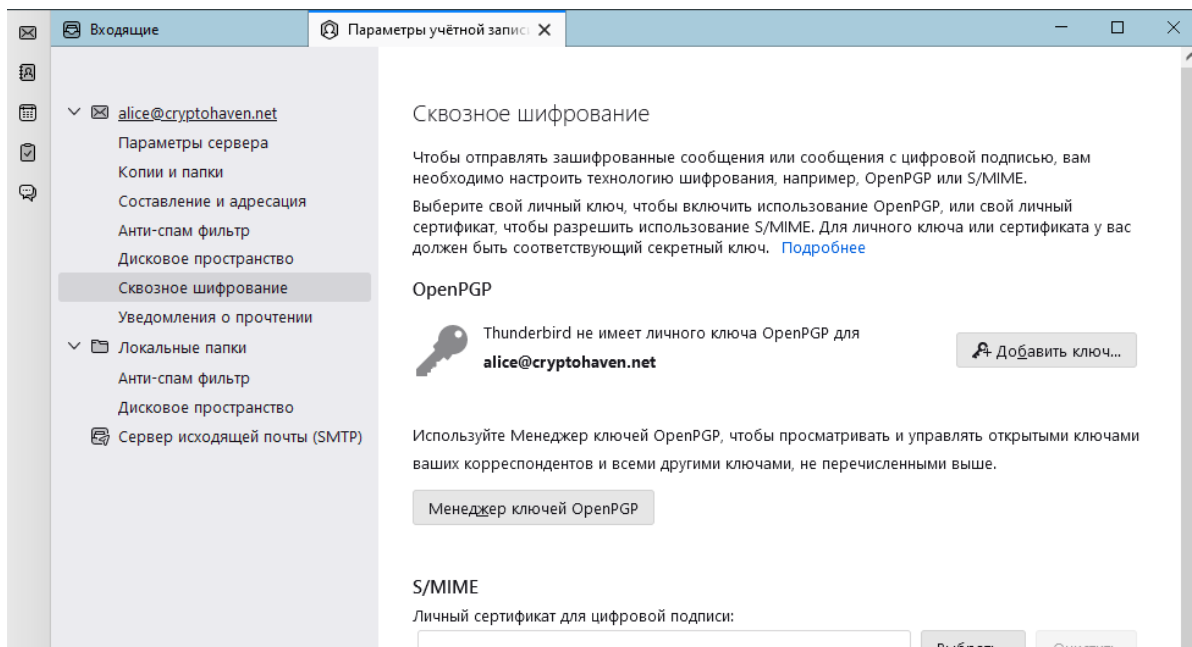 Входящие
Параметры учётной запис
alice@cryptohaven.net
Параметры сервера
Копии и папки
Составление и адресация
Анти-спам фильтр
Дисковое пространство
Сквозное шифрование
Уведомления о прочтении
Локальные папки
Анти-спам фильтр
Дисковое пространство
Сервер исходящей почты (SMTP)
Сквозное шифрование
Чтобы отправлять зашифрованные сообщения или сообщения с цифровой подписью, вам
необходимо настроить технологию шифрования, например, OpenPGP или S/MIME.
Выберите свой личный ключ, чтобы включить использование OpenPGP, или свой личный
сертификат, чтобы разрешить использование S/MIME. Для личного ключа или сертификата у вас
должен быть соответствующий секретный ключ. Подробнее
OpenPGP
Thunderbird не имеет личного ключа OpenPGP для
alice@cryptohaven.net
Добавить ключ...
Используйте Менеджер ключей OpenPGP, чтобы просматривать и управлять открытыми ключами
ваших корреспондентов и всеми другими ключами, не перечисленными выше.
Менеджер ключей OpenPGP
S/MIME
Личный сертификат для цифровой подписи: